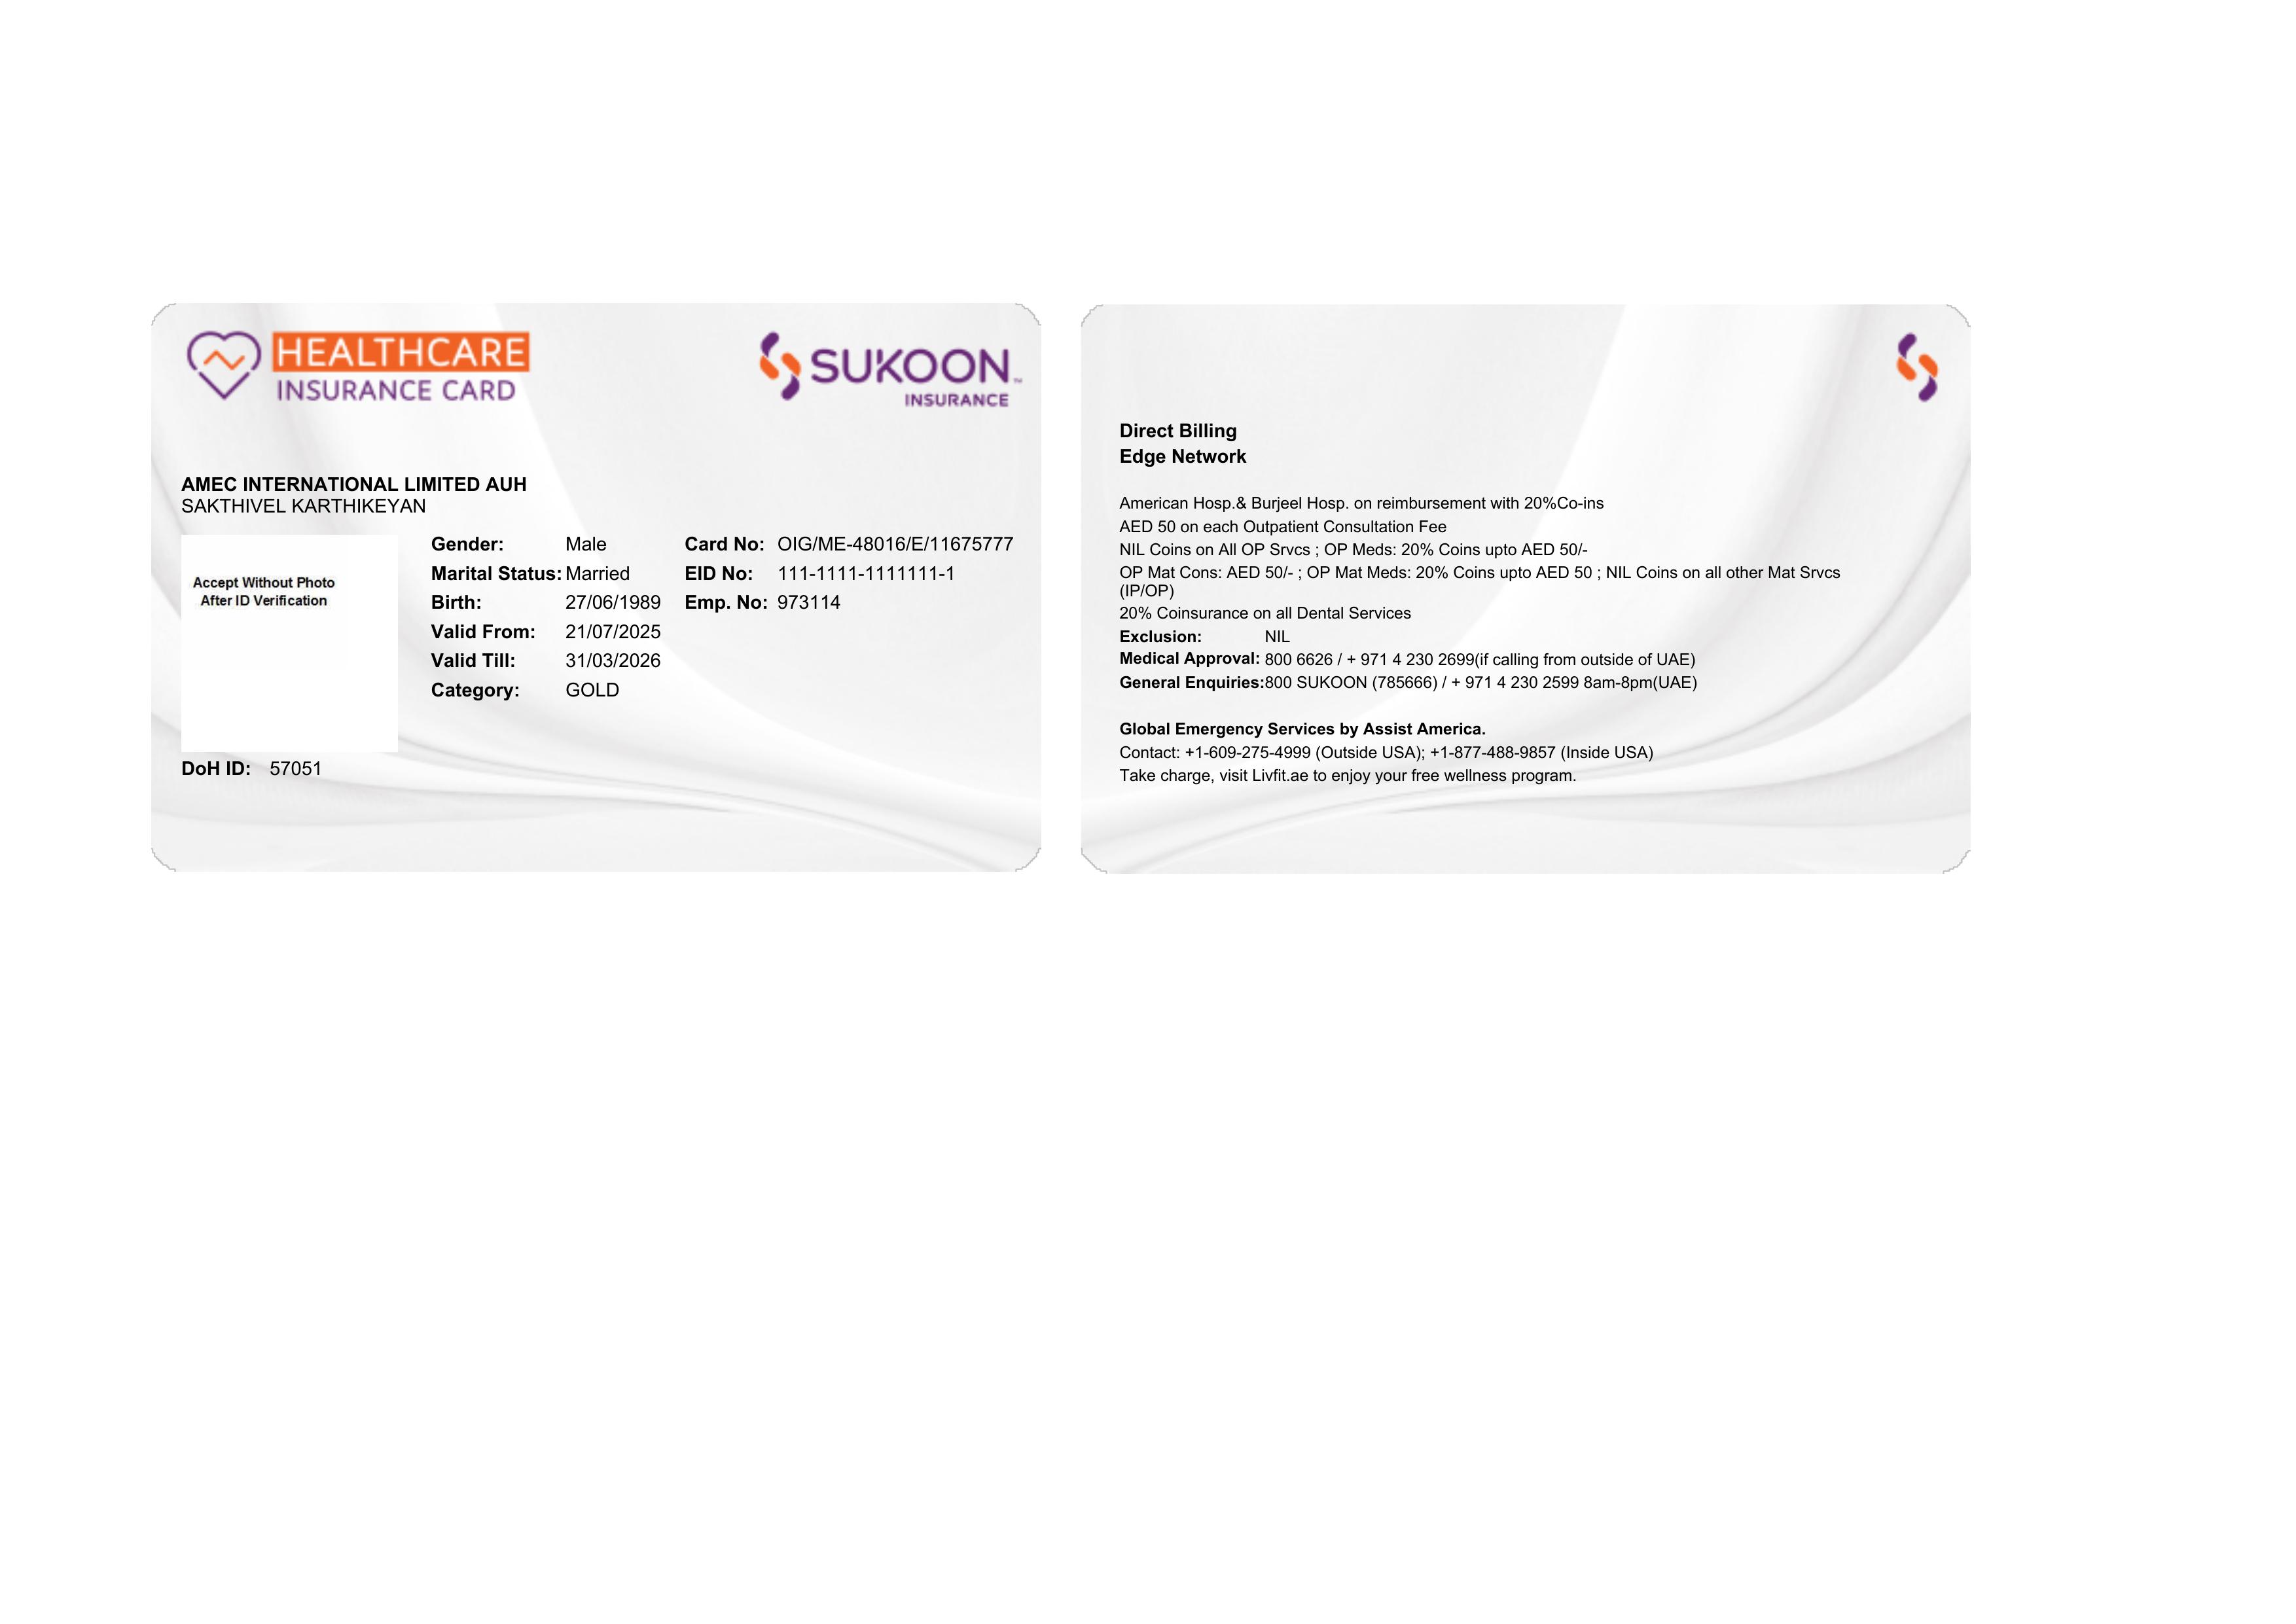 HEALTHCARE
INSURANCE CARD
SUKOON™
INSURANCE
AMEC INTERNATIONAL LIMITED AUH
SAKTHIVEL KARTHIKEYAN
Accept Without Photo
After ID Verification
Gender: Male Card No: OIG/ME-48016/E/11675777
Marital Status: Married EID No: 111-1111-1111111-1
Birth: 27/06/1989 Emp. No: 973114
Valid From: 21/07/2025
Valid Till: 31/03/2026
Category: GOLD
DoH ID: 57051
Direct Billing
Edge Network
American Hosp.& Burjeel Hosp. on reimbursement with 20%Co-ins
AED 50 on each Outpatient Consultation Fee
NIL Coins on All OP Srvcs ; OP Meds: 20% Coins upto AED 50/-
OP Mat Cons: AED 50/- ; OP Mat Meds: 20% Coins upto AED 50 ; NIL Coins on all other Mat Srvcs
(IP/OP)
20% Coinsurance on all Dental Services
Exclusion: NIL
Medical Approval: 800 6626 / + 971 4 230 2699(if calling from outside of UAE)
General Enquiries:800 SUKOON (785666) / + 971 4 230 2599 8am-8pm(UAE)
Global Emergency Services by Assist America.
Contact: +1-609-275-4999 (Outside USA); +1-877-488-9857 (Inside USA)
Take charge, visit Livfit.ae to enjoy your free wellness program.